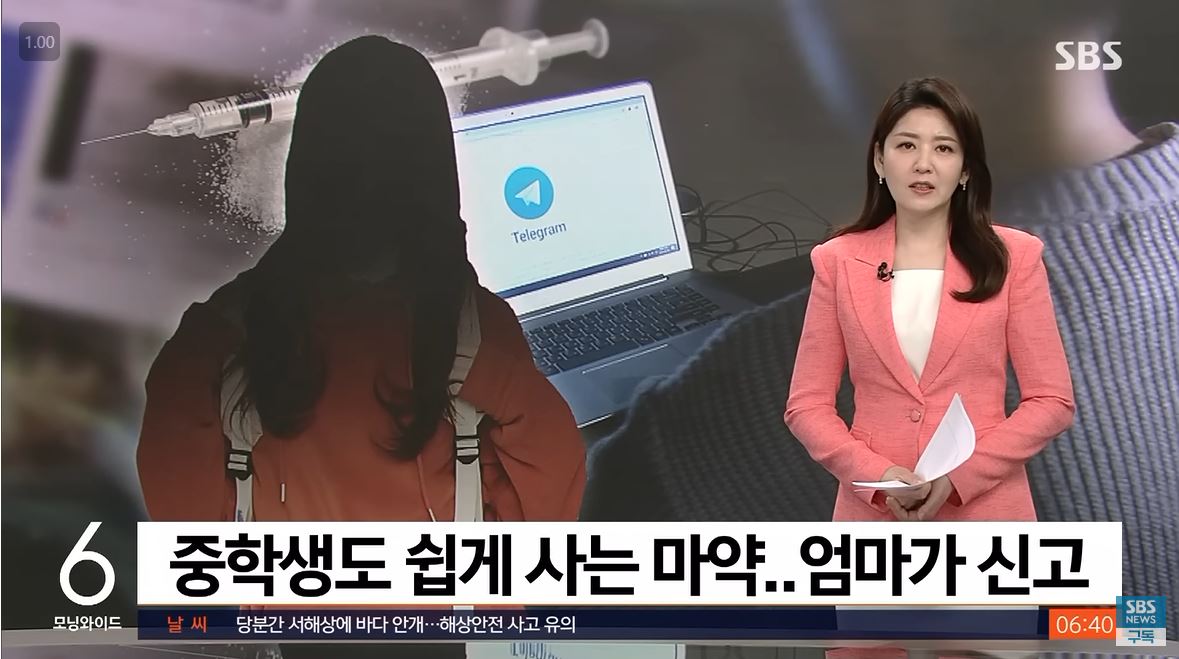 1.00
SBS
Telegram
6
모닝와이드
중학생도 쉽게 사는 마약..엄마가 신고
날 씨 당분간 서해상에 바다 안개…해상안전 사고 유의
06:40
SBS
NEWS
구독